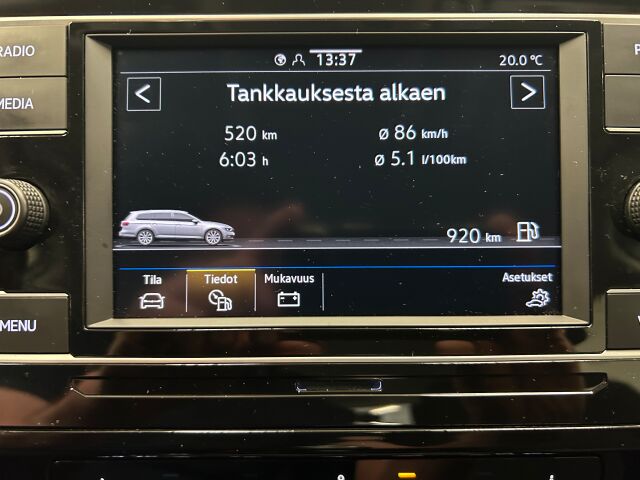 RADIO
MEDIA
MENU
13:37
20.0 °C
<
Tankkauksesta alkaen
>
520 km
ø 86 km/h
6:03 h
ø 5.1 l/100km
920 km
Tila
Tiedot
Mukavuus
Asetukset